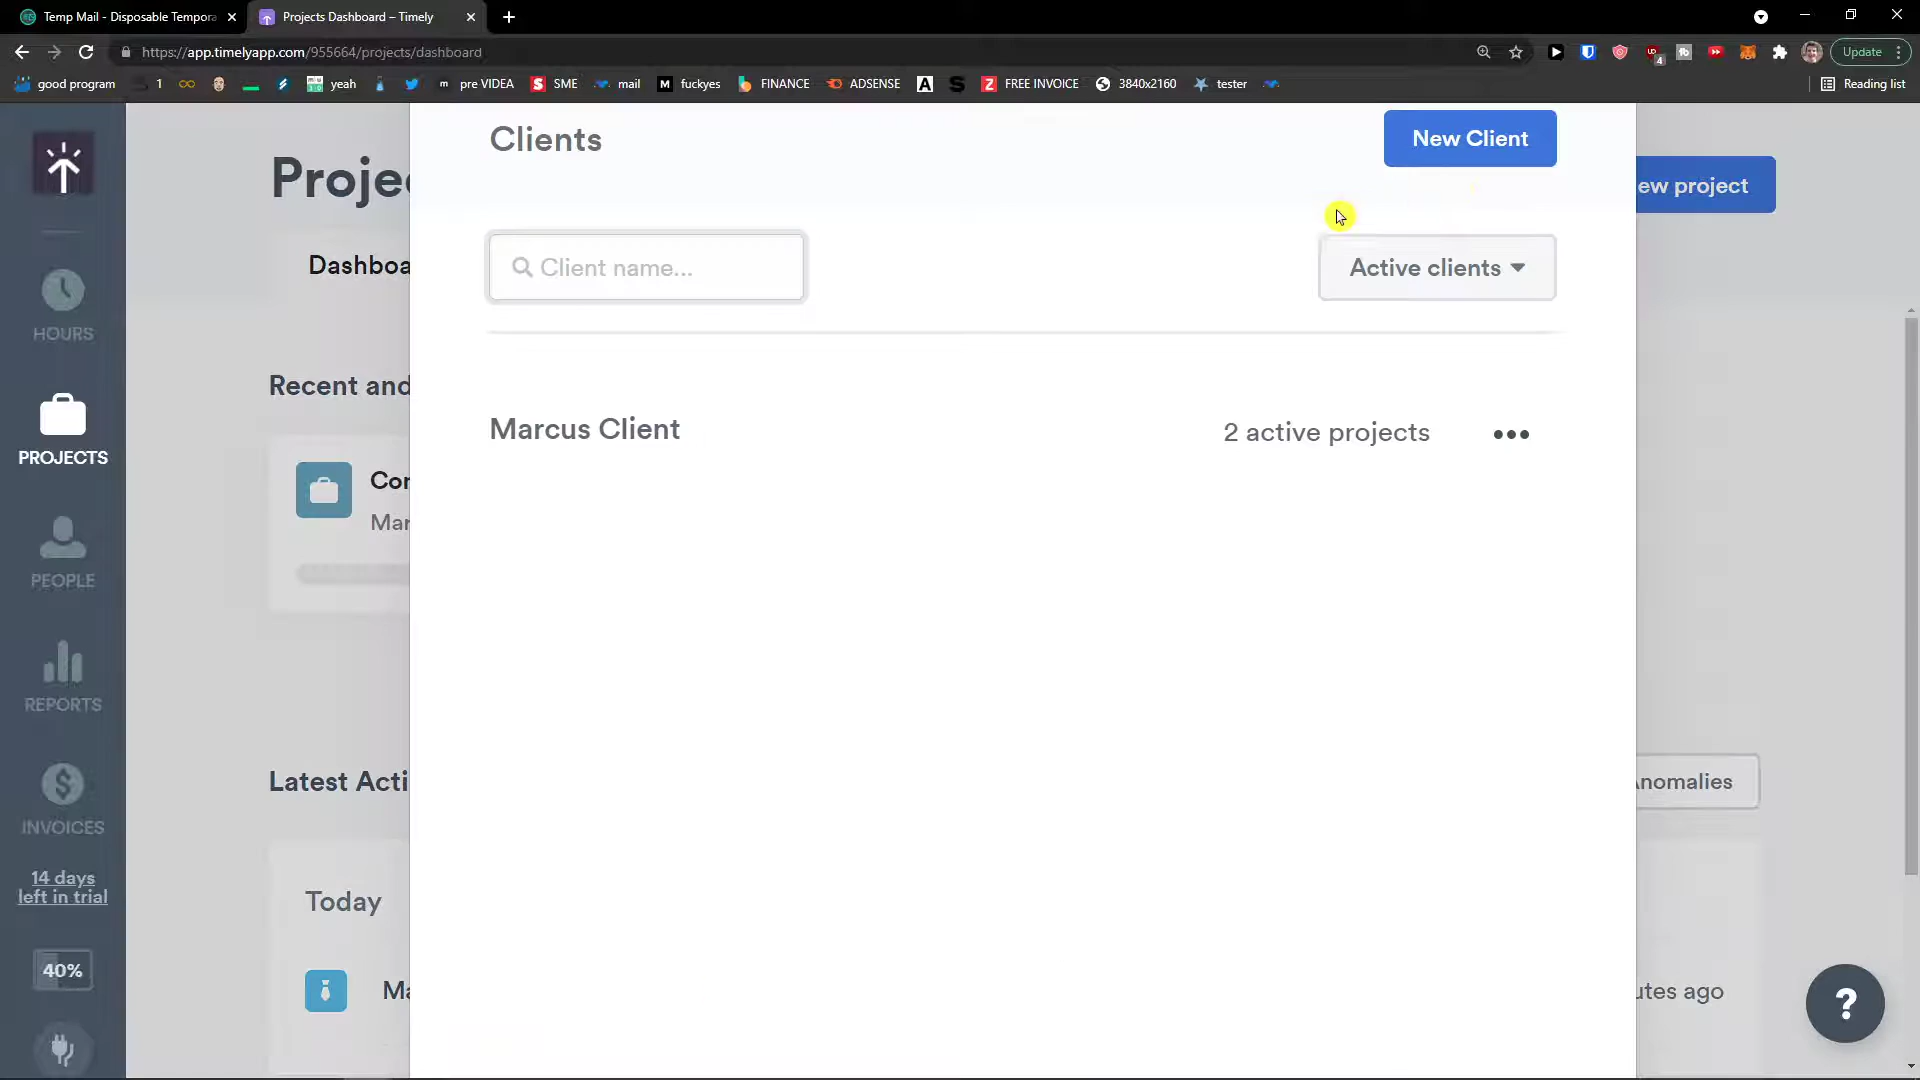 Temp Mail - Disposable Tempora
Projects Dashboard – Timely
https://app.timelyapp.com/955664/projects/dashboard
4
Update
good program
1
yeah
pre VIDEA
SME
mail
fuckyes
FINANCE
ADSENSE
FREE INVOICE
3840x2160
tester
Reading list
Clients
New Client
Projec
ew project
Dashboa
Client name...
Active clients
HOURS
Recent and
Marcus Client
2 active projects
PROJECTS
Cor
Mar
PEOPLE
REPORTS
Latest Acti
Anomalies
INVOICES
14 days
left in trial
Today
40%
Ma
utes ago
?